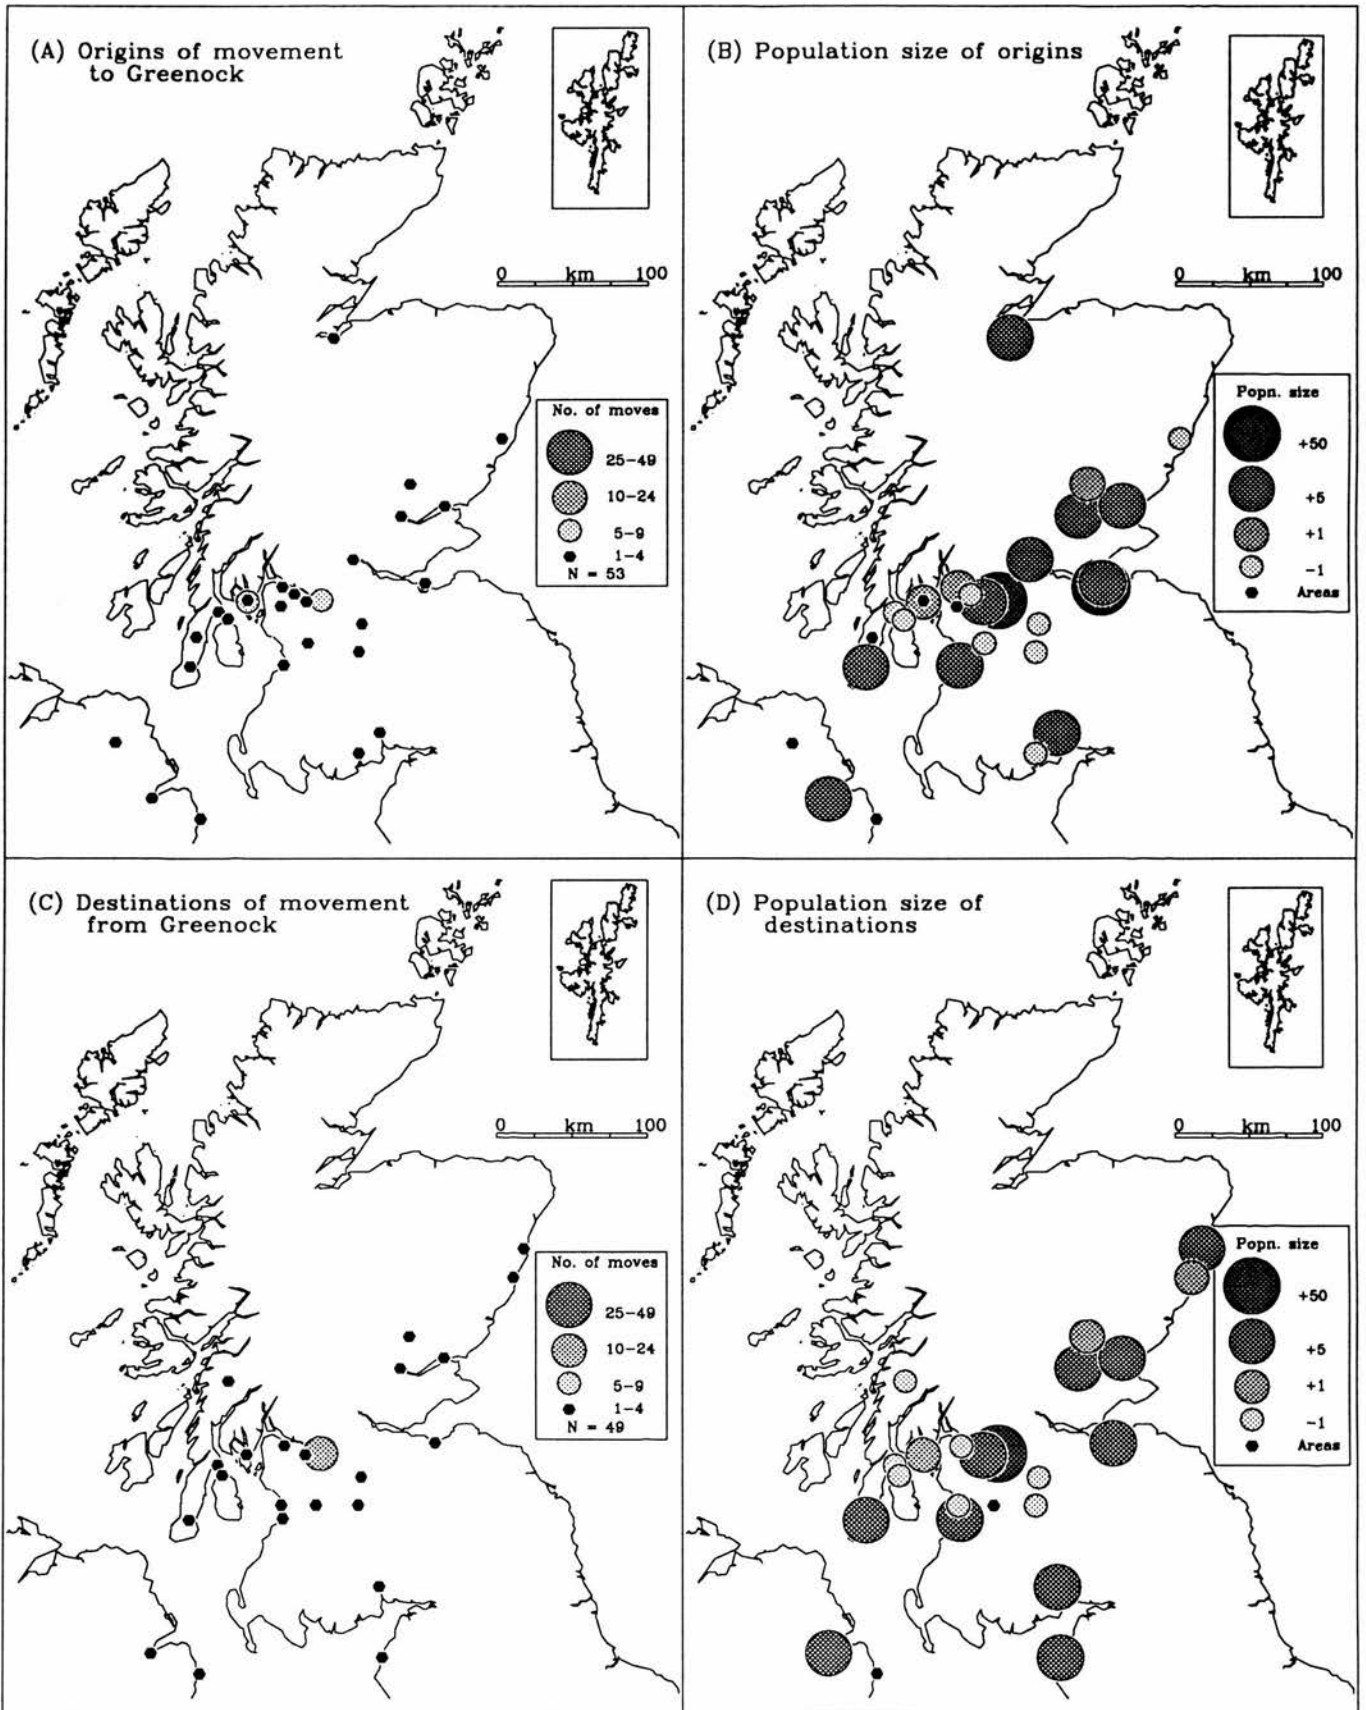 (A) Origins of movement
to Greenock
0 km 100
No. of moves
25-49
10-24
5-9
1-4
N = 53
(B) Population size of origins
0 km 100
Popn. size
+50
+5
+1
-1
Areas
(C) Destinations of movement
from Greenock
0 km 100
No. of moves
25-49
10-24
5-9
1-4
N = 49
(D) Population size of
destinations
0 km 100
Popn. size
+50
+5
+1
-1
Areas